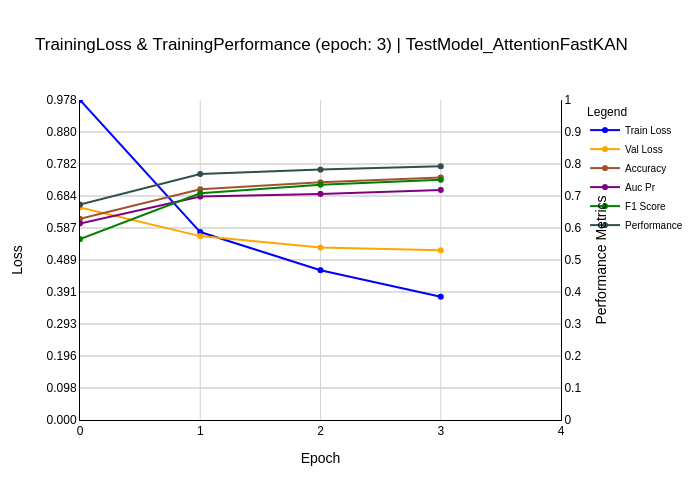 TrainingLoss & TrainingPerformance (epoch: 3) | TestModel_AttentionFastKAN
0.978
0.880
0.782
0.684
0.587
0.489
0.391
0.293
0.196
0.098
0.000
Loss
0
1
2
3
4
Epoch
1
0.9
0.8
0.7
0.6
0.5
0.4
0.3
0.2
0.1
0
Performance Metrics
Legend
Train Loss
Val Loss
Accuracy
Auc Pr
F1 Score
Performance